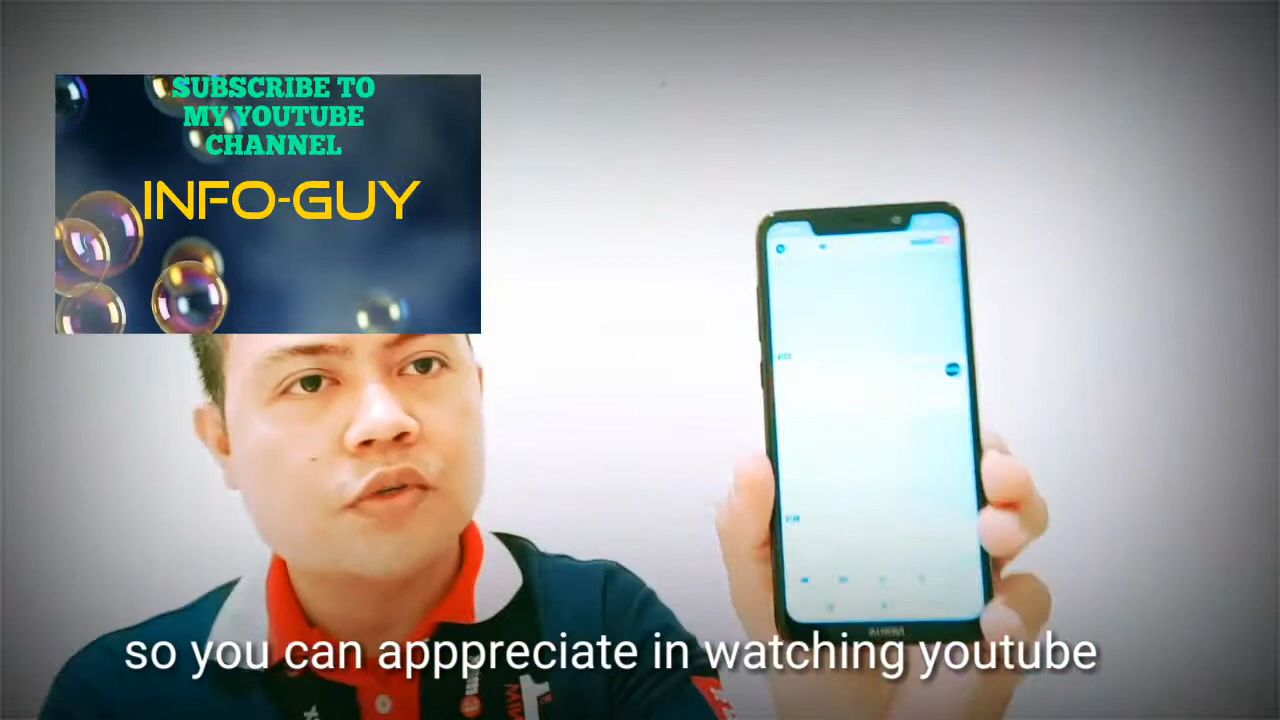 SUBSCRIBE TO
MY YOUTUBE
CHANNEL
INFO-GUY
so you can apppreciate in watching youtube